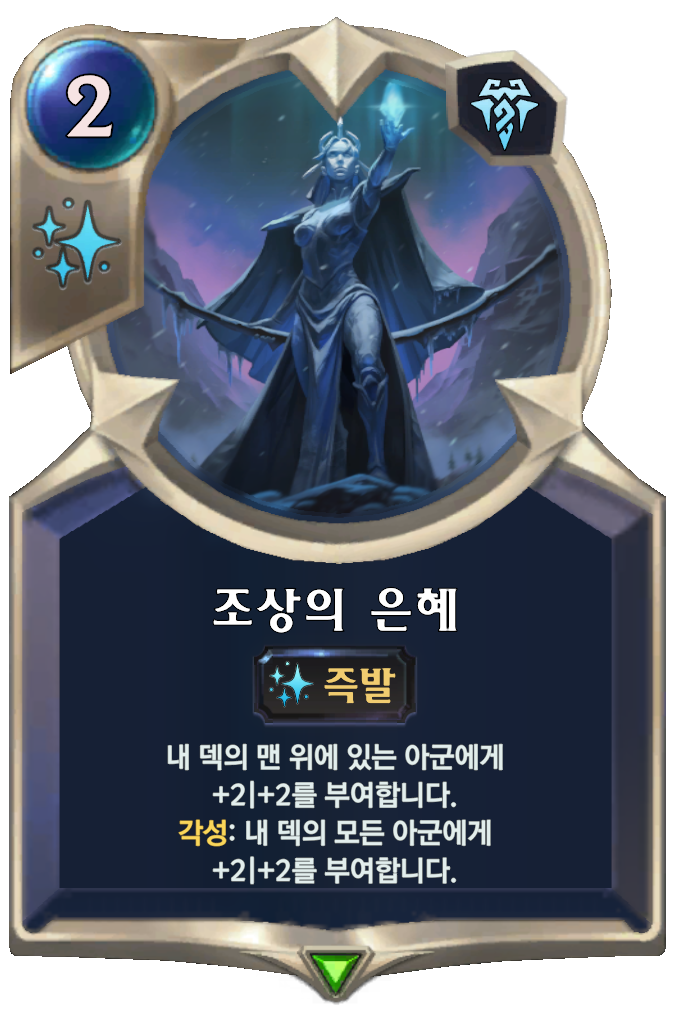 2
조상의 은혜
즉발
내 덱의 맨 위에 있는 아군에게
+2|+2를 부여합니다.
각성: 내 덱의 모든 아군에게
+2|+2를 부여합니다.